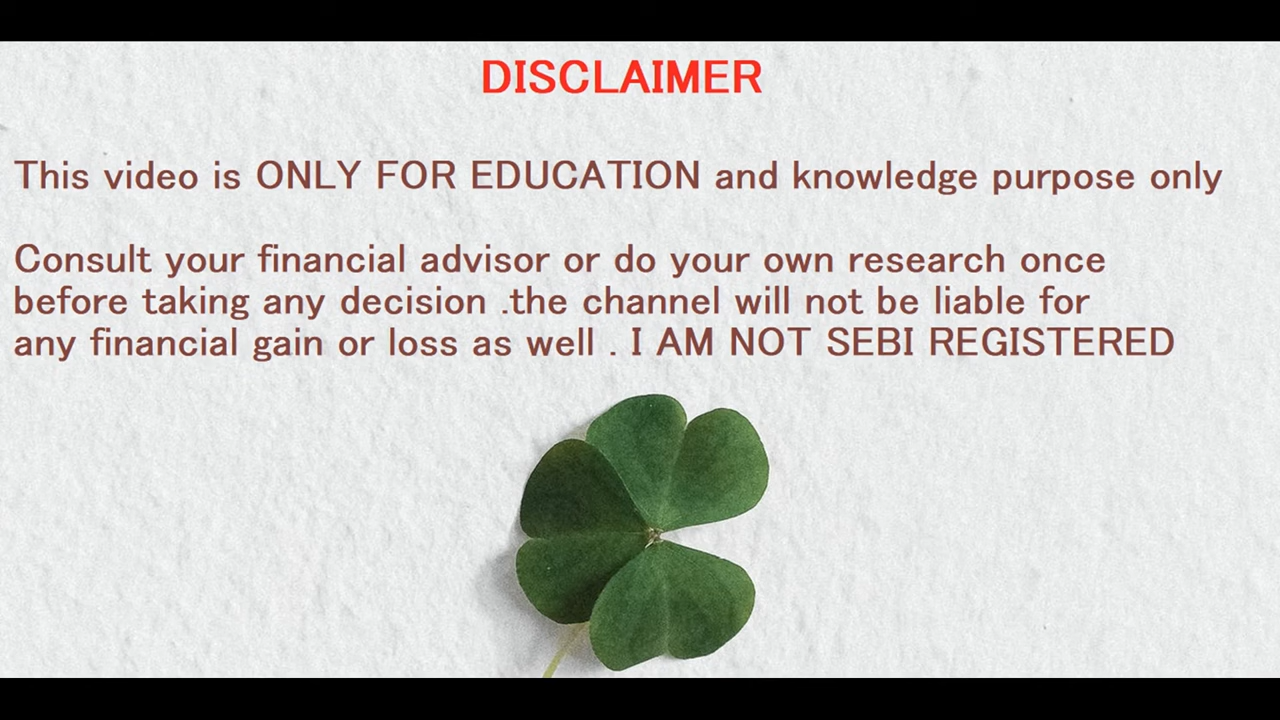 DISCLAIMER
This video is ONLY FOR EDUCATION and knowledge purpose only
Consult your financial advisor or do your own research once
before taking any decision .the channel will not be liable for
any financial gain or loss as well . I AM NOT SEBI REGISTERED